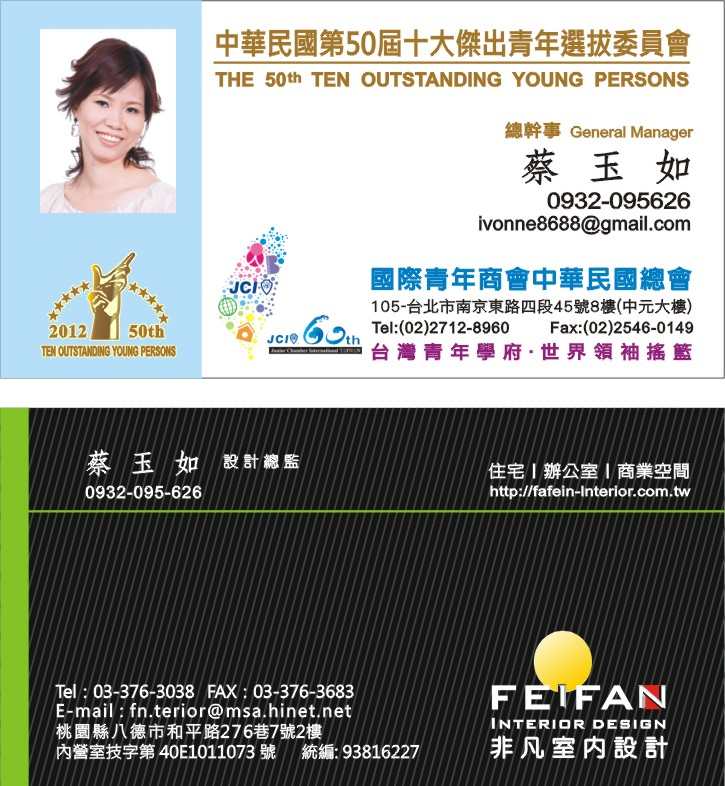 中華民國第50屆十大傑出青年選拔委員會
THE 50th TEN OUTSTANDING YOUNG PERSONS
總幹事 General Manager
蔡玉如
0932-095626
ivonne8688@gmail.com
2012 50th
TEN OUTSTANDING YOUNG PERSONS
JCI
JCI 60th
Junior Chamber International TAIWAN
國際青年商會中華民國總會
105-台北市南京東路四段45號8樓(中元大樓)
Tel:(02)2712-8960 Fax:(02)2546-0149
台灣青年學府·世界領袖搖籃
蔡玉如 設計總監
0932-095-626
住宅|辦公室|商業空間
http://fafein-interior.com.tw
Tel : 03-376-3038 FAX : 03-376-3683
E-mail : fn.terior@msa.hinet.net
桃園縣八德市和平路276巷7號2樓
內營室技字第 40E1011073 號 統編: 93816227
FEIFAN
INTERIOR DESIGN
非凡室内設計